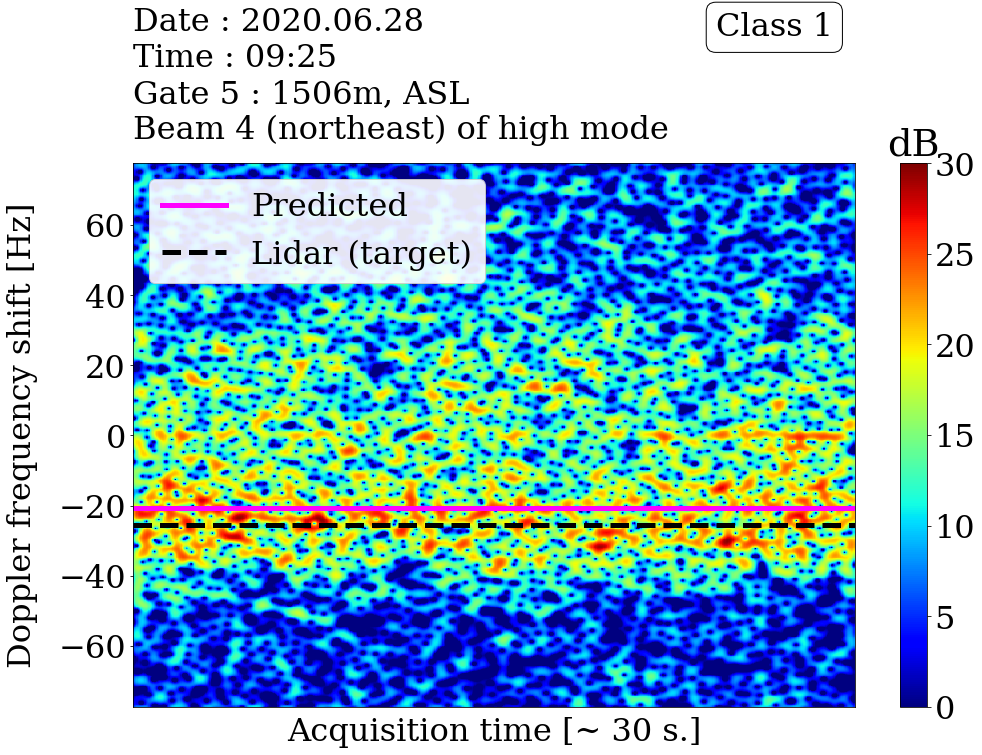 Date : 2020.06.28
Time : 09:25
Gate 5 : 1506m, ASL
Beam 4 (northeast) of high mode
Class 1
dB
Predicted
Lidar (target)
Doppler frequency shift [Hz]
60
40
20
0
−20
−40
−60
30
25
20
15
10
5
0
Acquisition time [~ 30 s.]